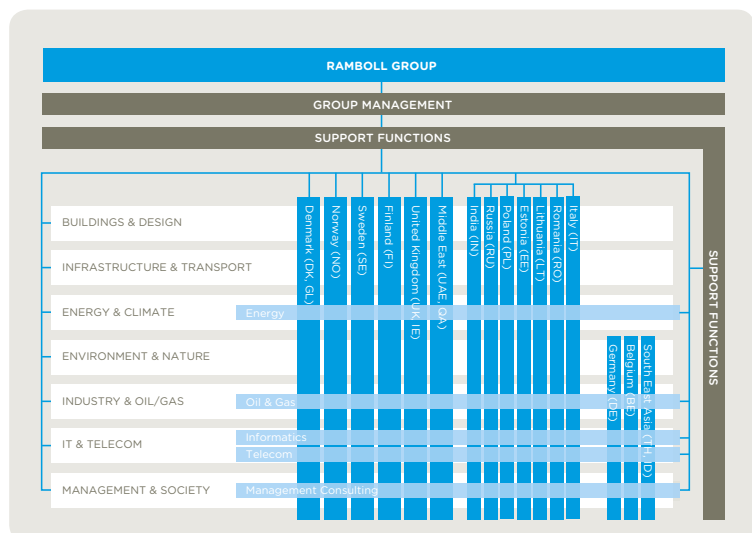 RAMBOLL GROUP
GROUP MANAGEMENT
SUPPORT FUNCTIONS
BUILDINGS & DESIGN
INFRASTRUCTURE & TRANSPORT
ENERGY & CLIMATE
Energy
ENVIRONMENT & NATURE
INDUSTRY & OIL/GAS
Oil & Gas
IT & TELECOM
Informatics
Telecom
MANAGEMENT & SOCIETY
Management Consulting
Denmark (DK, GL)
Norway (NO)
Sweden (SE)
Finland (FI)
United Kingdom (UK, IE)
Middle East (UAE, QA)
India (IN)
Russia (RU)
Poland (PL)
Estonia (EE)
Lithuania (LT)
Romania (RO)
Italy (IT)
Germany (DE)
Belgium (BE)
South East Asia (TH, ID)
SUPPORT FUNCTIONS